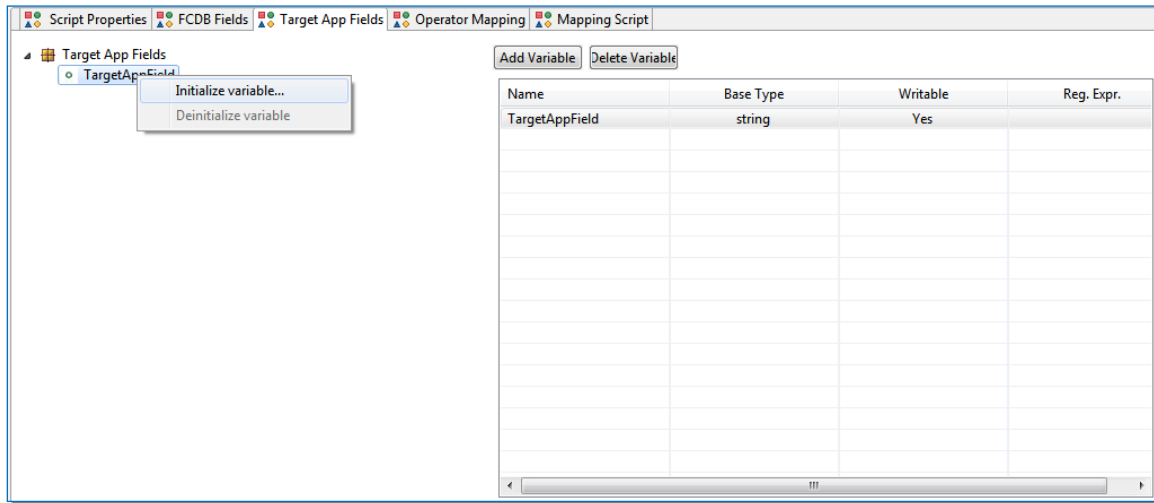 Script Properties FCDB Fields Target App Fields Operator Mapping Mapping Script
Target App Fields
TargetAppField
Initialize variable...
Deinitialize variable
Add Variable Delete Variable
Name Base Type Writable Reg. Expr.
TargetAppField string Yes